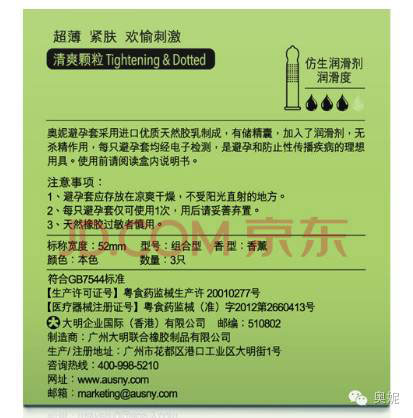 超薄 紧肤 欢愉刺激
清爽颗粒 Tightening & Dotted
仿生润滑剂
润滑度
奥妮避孕套采用进口优质天然胶乳制成，有储精囊，加入了润滑剂，无
杀精作用，每只避孕套均经电子检测，是避孕和防止性传播疾病的理想
用具。使用前请阅读盒内说明书。
注意事项：
1、避孕套应存放在凉爽干燥，不受阳光直射的地方。
2、每只避孕套仅可使用1次，用后请妥善弃置。
3、天然橡胶过敏者慎用。
JD.COM 京东
标称宽度：52mm 型号：组合型 香型：香薰
颜色：本色 数量：3只
符合GB7544标准
【生产许可证号】粤食药监械生产许 20010277号
【医疗器械注册证号】粤食药监械（准）字2012第2660413号
大明企业国际（香港）有限公司 邮编：510802
制造商：广州大明联合橡胶制品有限公司
生产/注册地址：广州市花都区港口工业区大明街1号
咨询热线：400-998-5210
网址：www.ausny.com
邮箱：marketing@ausny.com
奥妮